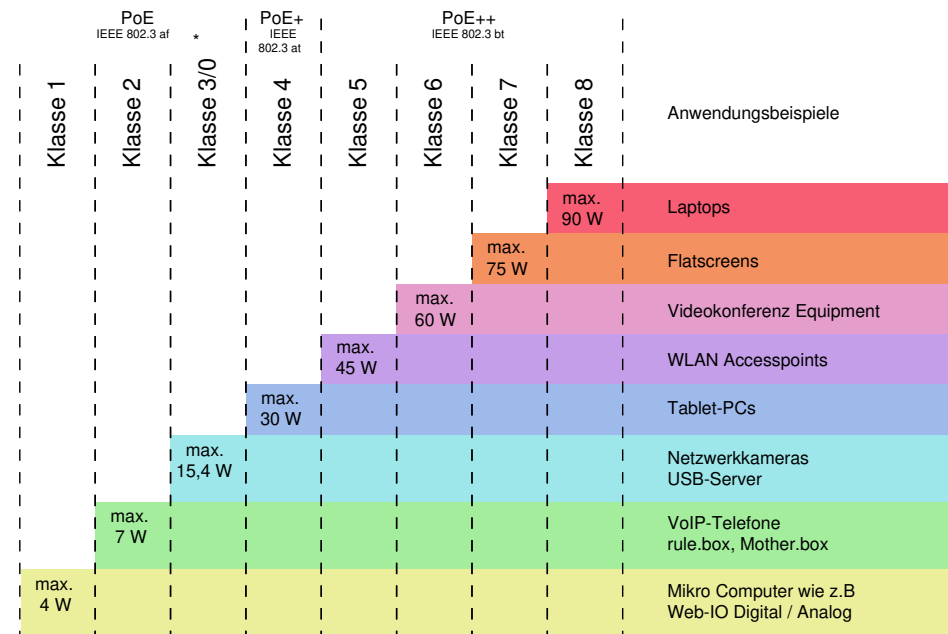 PoE
IEEE 802.3 af
*
PoE+
IEEE
802.3 at
PoE++
IEEE 802.3 bt
Klasse 1
Klasse 2
Klasse 3/0
Klasse 4
Klasse 5
Klasse 6
Klasse 7
Klasse 8
Anwendungsbeispiele
max.
90 W
Laptops
max.
75 W
Flatscreens
max.
60 W
Videokonferenz Equipment
max.
45 W
WLAN Accesspoints
max.
30 W
Tablet-PCs
max.
15,4 W
Netzwerkkameras
USB-Server
max.
7 W
VoIP-Telefone
rule.box, Mother.box
max.
4 W
Mikro Computer wie z.B
Web-IO Digital / Analog